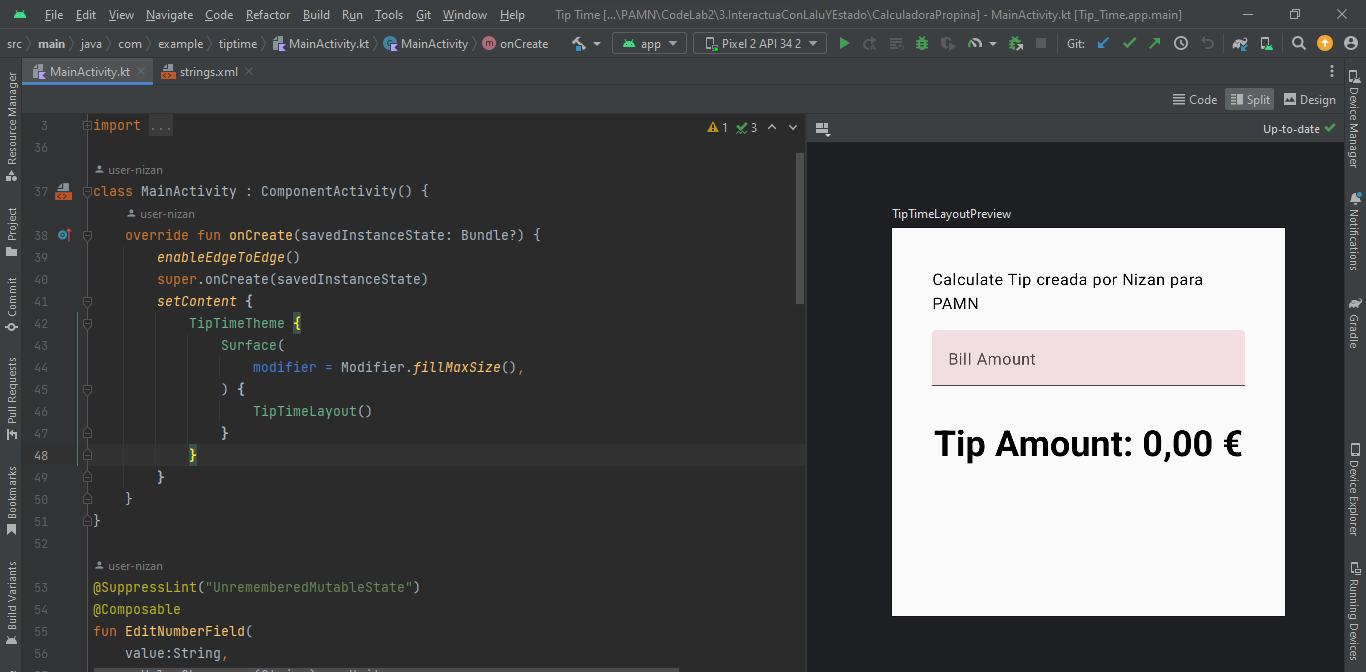 File Edit View Navigate Code Refactor Build Run Tools Git Window Help Tip Time [...\PAMN\CodeLab2\3.InteractuaConLaIuYEstado\CalculadoraPropina] - MainActivity.kt [Tip_Time.app.main]
src main java com example tiptime MainActivity.kt MainActivity onCreate app Pixel 2 API 34 2 Git:
MainActivity.kt strings.xml
Code Split Design
Resource Manager
Project
Commit
Pull Requests
Bookmarks
Build Variants
3 import ...
1 3
36
user-nizan
37 class MainActivity : ComponentActivity() {
user-nizan
38 override fun onCreate(savedInstanceState: Bundle?) {
39 enableEdgeToEdge()
40 super.onCreate(savedInstanceState)
41 setContent {
42 TipTimeTheme {
43 Surface(
44 modifier = Modifier.fillMaxSize(),
45 ) {
46 TipTimeLayout()
47 }
48 }
49 }
50 }
51 }
52
user-nizan
53 @SuppressLint("UnrememberedMutableState")
54 @Composable
55 fun EditNumberField(
56 value:String,
Up-to-date
TipTimeLayoutPreview
Calculate Tip creada por Nizan para
PAMN
Bill Amount
Tip Amount: 0,00 €
Device Manager
Notifications
Gradle
Device Explorer
Running Devices